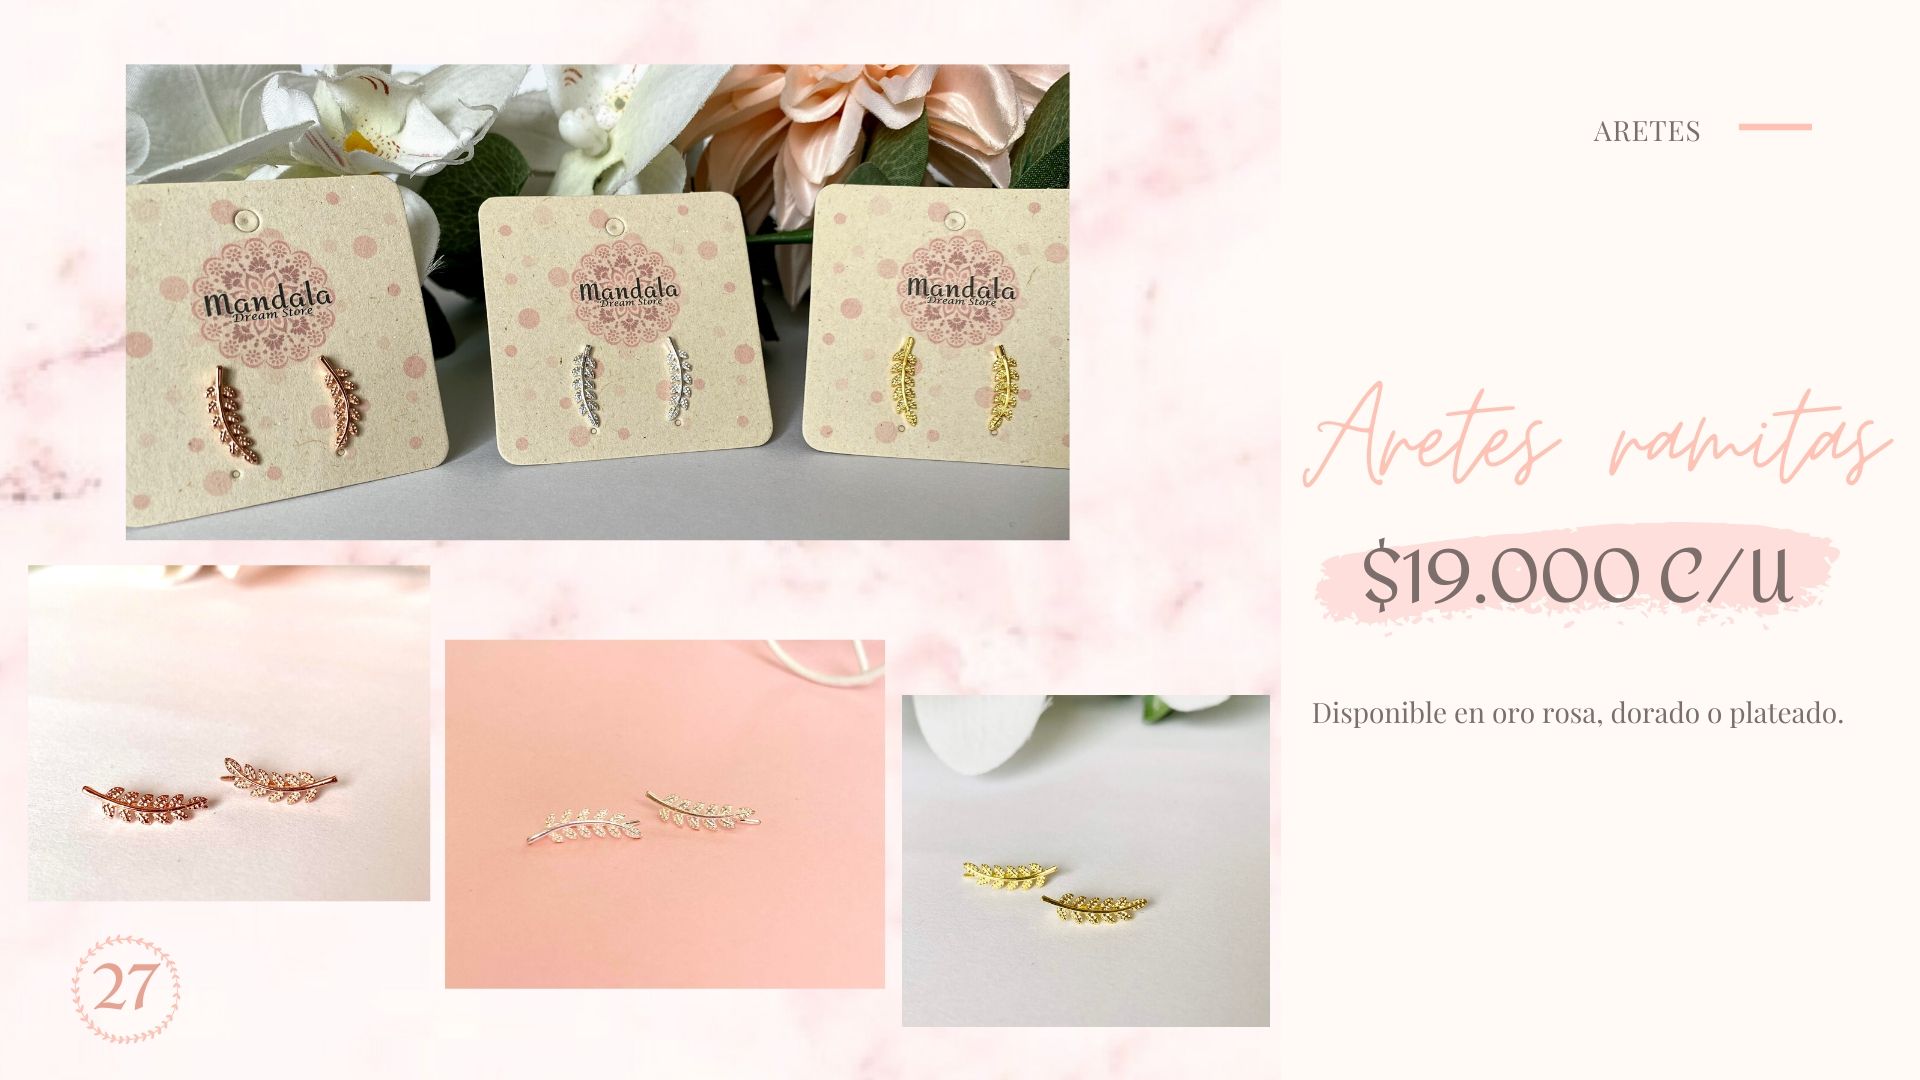 ARETES
Mandala
Dream Store
Mandala
Dream Store
Mandala
Dream Store
Aretes ramitas
$19.000 C/U
Disponible en oro rosa, dorado o plateado.
27